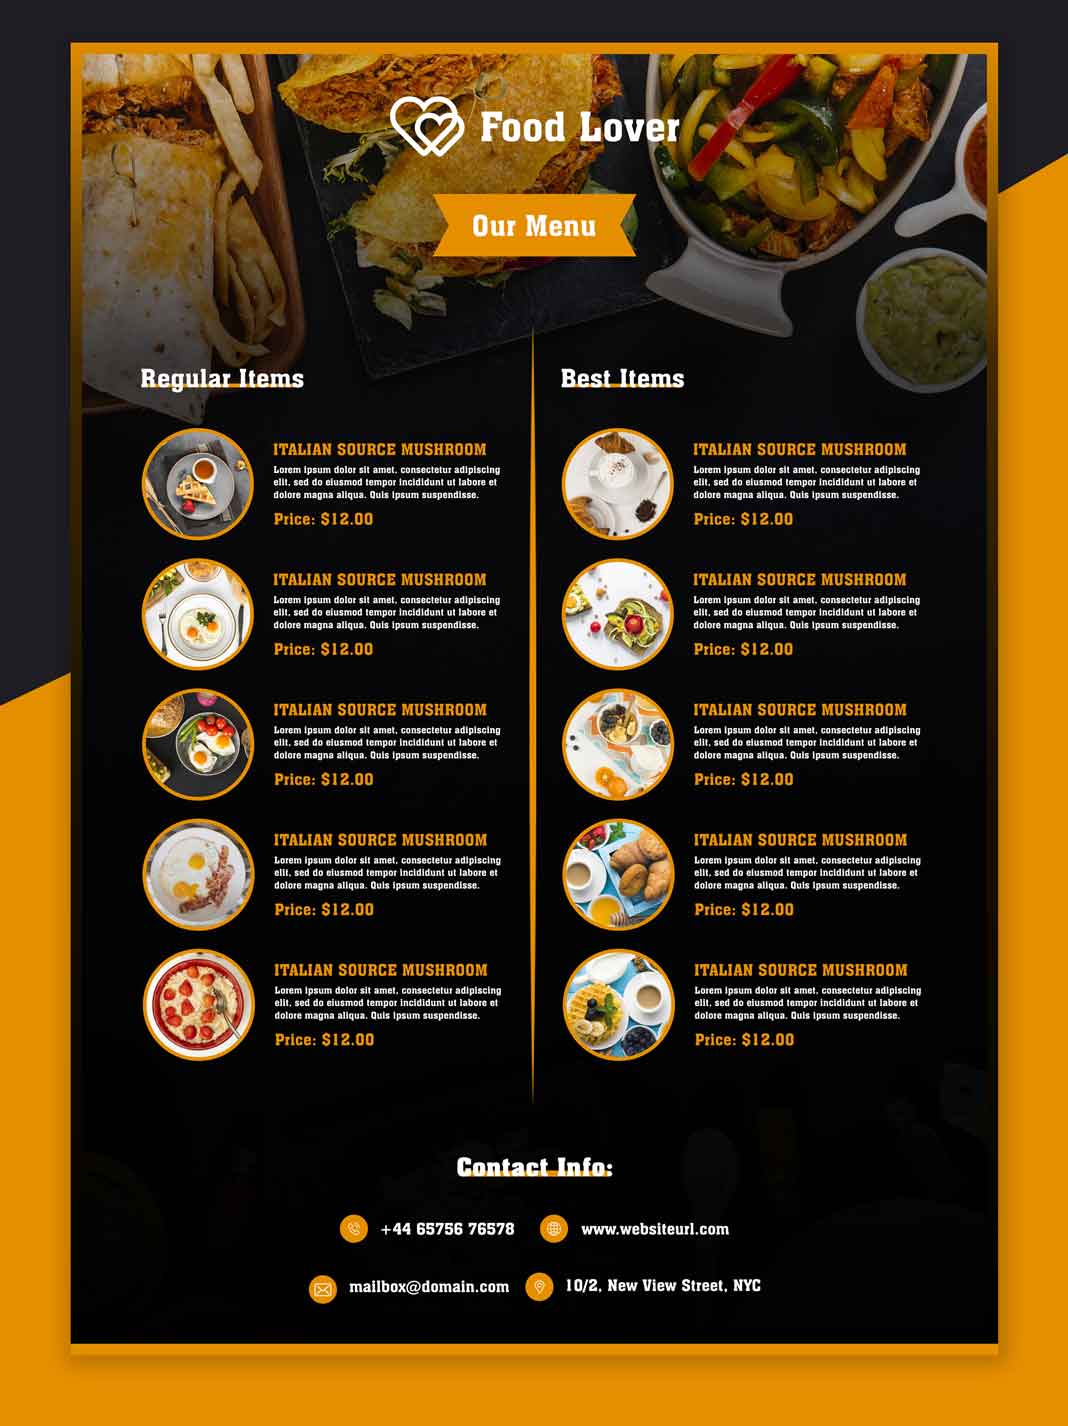 Food Lover
Our Menu
Regular Items
ITALIAN SOURCE MUSHROOM
Lorem ipsum dolor sit amet, consectetur adipiscing
elit, sed do eiusmod tempor incididunt ut labore et
dolore magna aliqua. Quis ipsum suspendisse.
Price: $12.00
ITALIAN SOURCE MUSHROOM
Lorem ipsum dolor sit amet, consectetur adipiscing
elit, sed do eiusmod tempor incididunt ut labore et
dolore magna aliqua. Quis ipsum suspendisse.
Price: $12.00
ITALIAN SOURCE MUSHROOM
Lorem ipsum dolor sit amet, consectetur adipiscing
elit, sed do eiusmod tempor incididunt ut labore et
dolore magna aliqua. Quis ipsum suspendisse.
Price: $12.00
ITALIAN SOURCE MUSHROOM
Lorem ipsum dolor sit amet, consectetur adipiscing
elit, sed do eiusmod tempor incididunt ut labore et
dolore magna aliqua. Quis ipsum suspendisse.
Price: $12.00
ITALIAN SOURCE MUSHROOM
Lorem ipsum dolor sit amet, consectetur adipiscing
elit, sed do eiusmod tempor incididunt ut labore et
dolore magna aliqua. Quis ipsum suspendisse.
Price: $12.00
Best Items
ITALIAN SOURCE MUSHROOM
Lorem ipsum dolor sit amet, consectetur adipiscing
elit, sed do eiusmod tempor incididunt ut labore et
dolore magna aliqua. Quis ipsum suspendisse.
Price: $12.00
ITALIAN SOURCE MUSHROOM
Lorem ipsum dolor sit amet, consectetur adipiscing
elit, sed do eiusmod tempor incididunt ut labore et
dolore magna aliqua. Quis ipsum suspendisse.
Price: $12.00
ITALIAN SOURCE MUSHROOM
Lorem ipsum dolor sit amet, consectetur adipiscing
elit, sed do eiusmod tempor incididunt ut labore et
dolore magna aliqua. Quis ipsum suspendisse.
Price: $12.00
ITALIAN SOURCE MUSHROOM
Lorem ipsum dolor sit amet, consectetur adipiscing
elit, sed do eiusmod tempor incididunt ut labore et
dolore magna aliqua. Quis ipsum suspendisse.
Price: $12.00
ITALIAN SOURCE MUSHROOM
Lorem ipsum dolor sit amet, consectetur adipiscing
elit, sed do eiusmod tempor incididunt ut labore et
dolore magna aliqua. Quis ipsum suspendisse.
Price: $12.00
Contact Info:
+44 65756 76578
www.websiteurl.com
mailbox@domain.com
10/2, New View Street, NYC